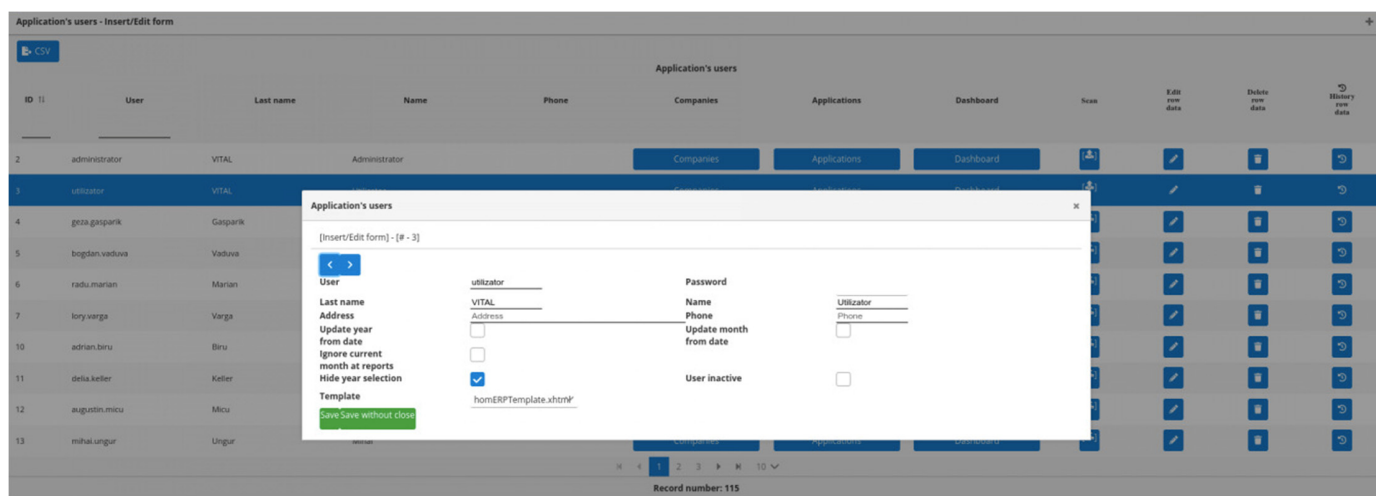 Application's users - Insert/Edit form
CSV
Application's users
ID User Last name Name Phone Companies Applications Dashboard Scan Edit row data Delete row data History row data
2 administrator VITAL Administrator Companies Applications Dashboard
3 utilizator VITAL
Application's users
4 geza.gasparik Gasparik
[Insert/Edit form] - [# - 3]
5 bogdan.vaduva Vaduva
6 radu.marian Marian
User utilizator Password
Last name VITAL Name Utilizator
7 lory.varga Varga
Address Address Phone Phone
Update year from date Update month from date
10 adrian.biru Biru
Ignore current month at reports
11 delia.keller Keller
Hide year selection User inactive
Template homERPTemplate.xhtml
12 augustin.micu Micu
Save Save without close
13 mihai.ungur Ungur Mihai Companies Applications Dashboard
1 2 3 10
Record number: 115